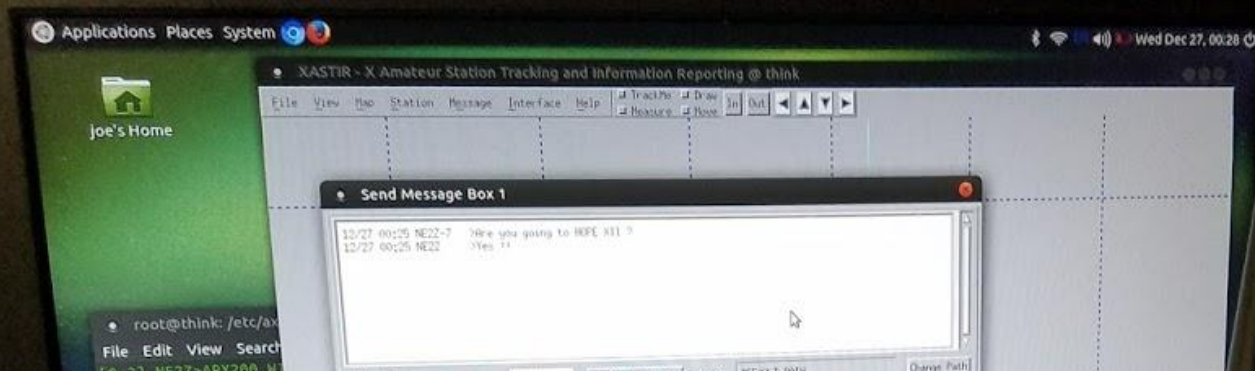 Applications Places System
Wed Dec 27, 00:28
joe's Home
XASTIR - X Amateur Station Tracking and Information Reporting @ think
File View Map Station Message Interface Help
TrackMe Draw
Measure Move
In Out
Send Message Box 1
12/27 00:25 NE2Z-7 >Are you going to HOPE XII ?
12/27 00:25 NE2Z >Yes !!
root@think: /etc/ax
File Edit View Search
Change Path